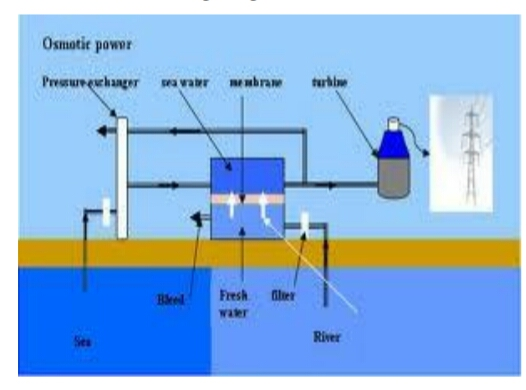 Osmotic power
Pressure exchanger
sea water
membrane
turbine
Bleed
Fresh
water
filter
Sea
River